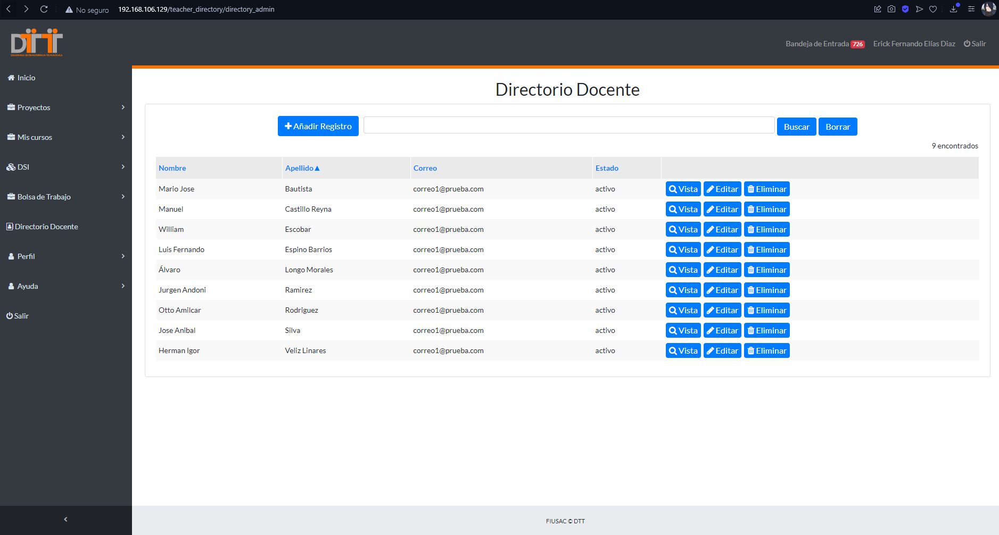 No seguro 192.168.106.129/teacher_directory/directory_admin
DTT
DESARROLLO DE TRANSFERENCIA TECNOLÓGICA
Bandeja de Entrada 726 Erick Fernando Elías Diaz Salir
Inicio
Proyectos
Mis cursos
DSI
Bolsa de Trabajo
Directorio Docente
Perfil
Ayuda
Salir
Directorio Docente
Añadir Registro Buscar Borrar
9 encontrados
Nombre Apellido▲ Correo Estado
Mario Jose Bautista correo1@prueba.com activo Vista Editar Eliminar
Manuel Castillo Reyna correo1@prueba.com activo Vista Editar Eliminar
William Escobar correo1@prueba.com activo Vista Editar Eliminar
Luis Fernando Espino Barrios correo1@prueba.com activo Vista Editar Eliminar
Álvaro Longo Morales correo1@prueba.com activo Vista Editar Eliminar
Jurgen Andoni Ramirez correo1@prueba.com activo Vista Editar Eliminar
Otto Amilcar Rodriguez correo1@prueba.com activo Vista Editar Eliminar
Jose Anibal Silva correo1@prueba.com activo Vista Editar Eliminar
Herman Igor Veliz Linares correo1@prueba.com activo Vista Editar Eliminar
FIUSAC © DTT